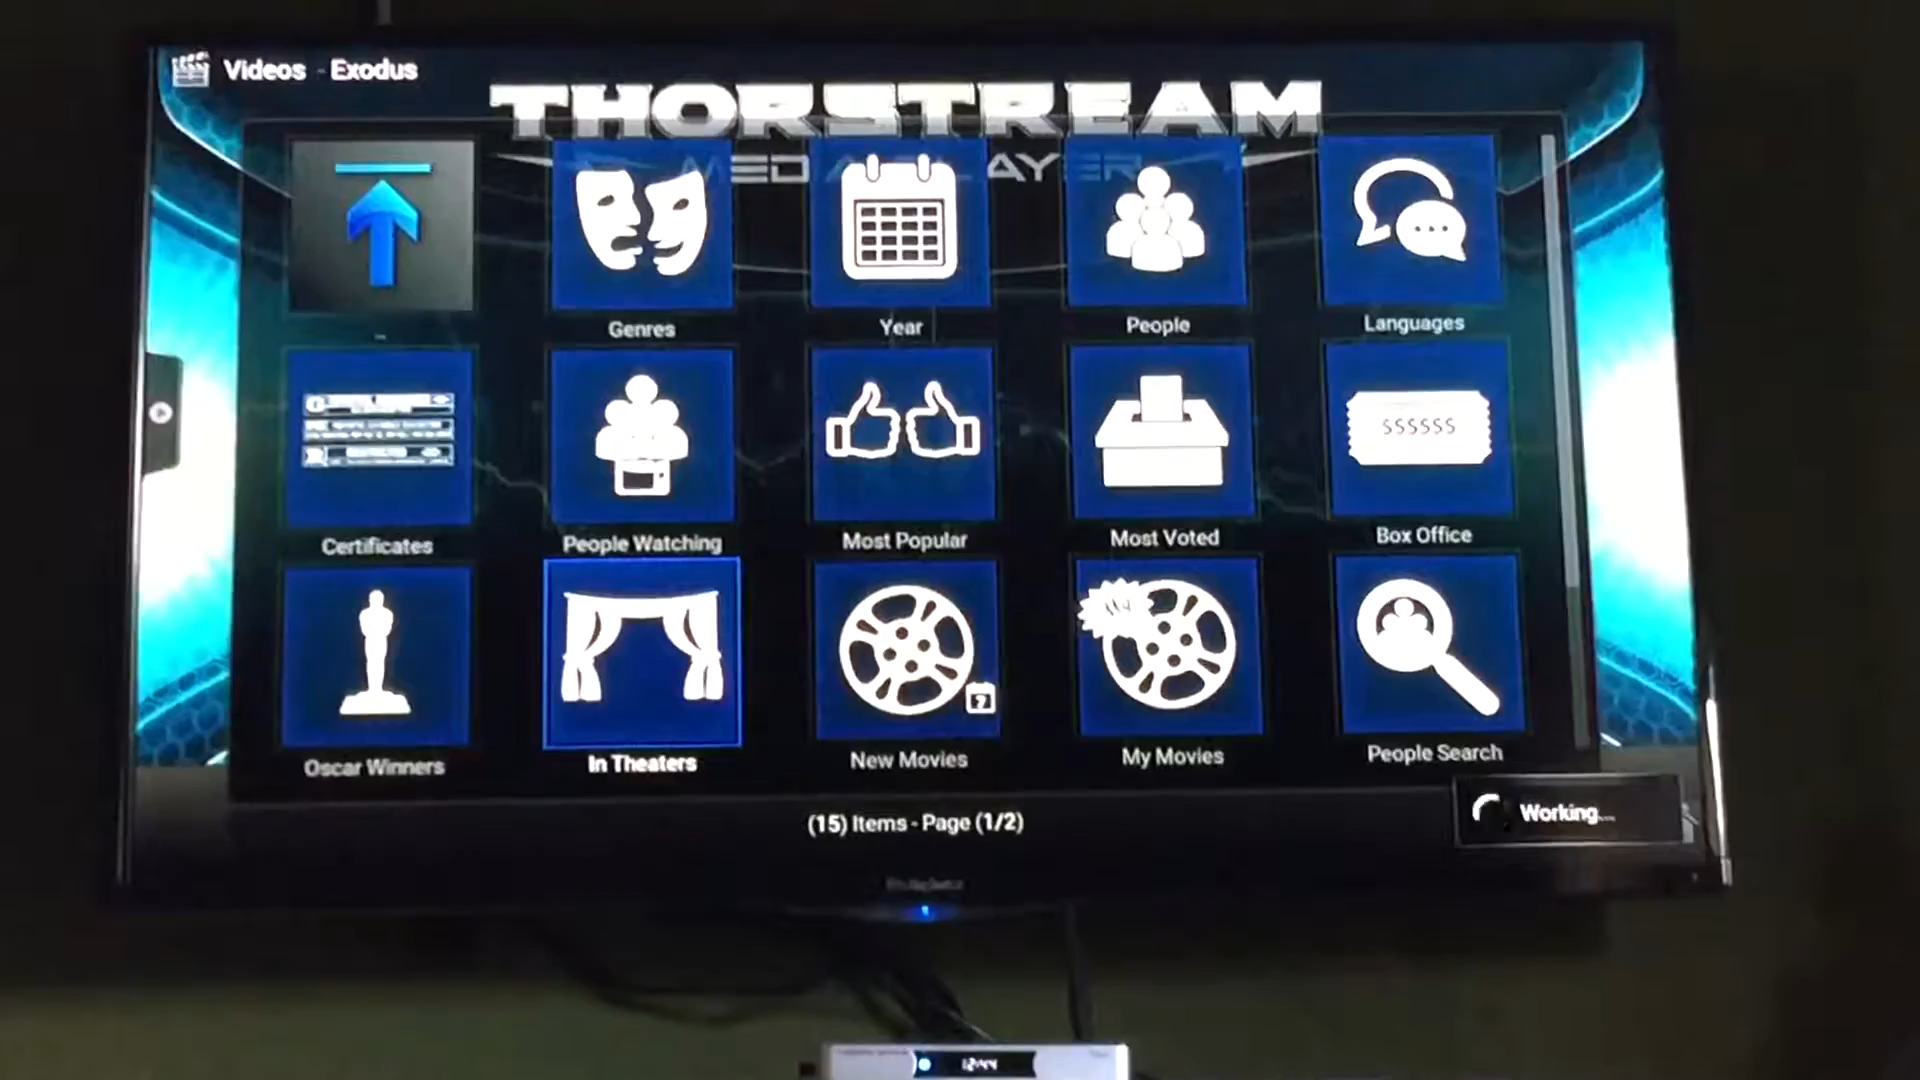 Videos - Exodus
THORSTREAM
Genres
Year
People
Languages
$$$$$$
Certificates
People Watching
Most Popular
Most Voted
Box Office
?
Oscar Winners
In Theaters
New Movies
My Movies
People Search
(15) Items - Page (1/2)
Working...